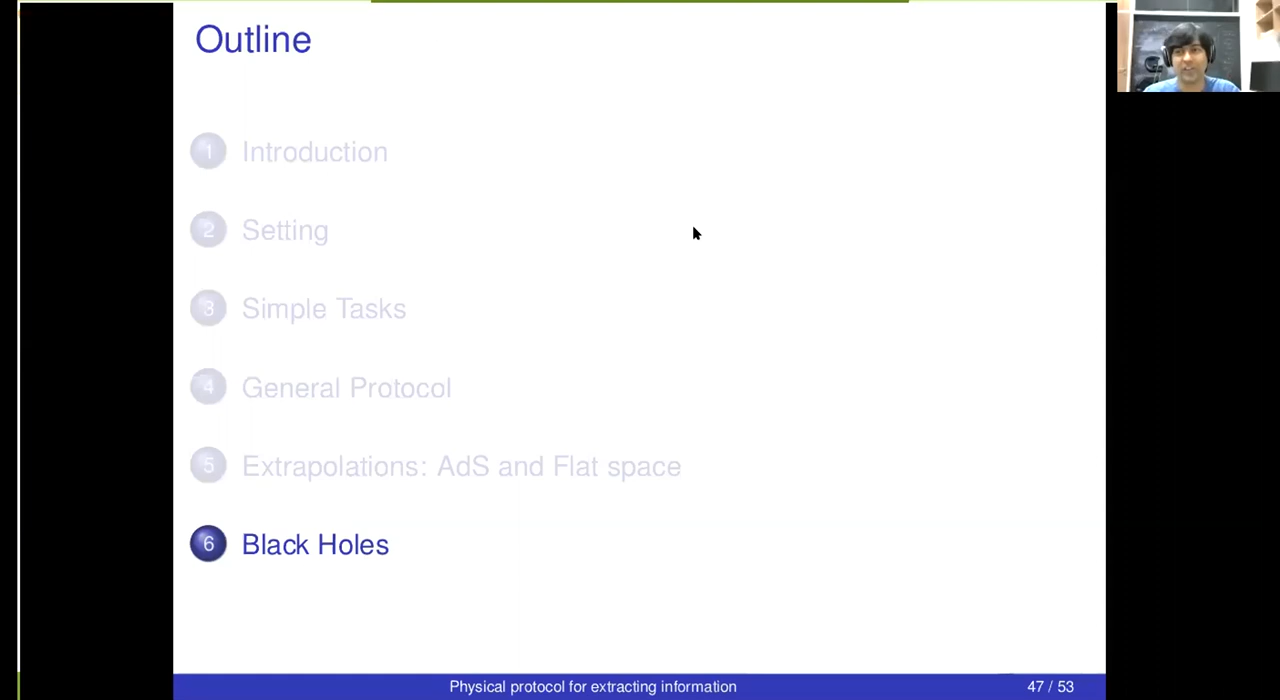 Outline
1 Introduction
2 Setting
3 Simple Tasks
4 General Protocol
5 Extrapolations: AdS and Flat space
6 Black Holes
Physical protocol for extracting information 47 / 53